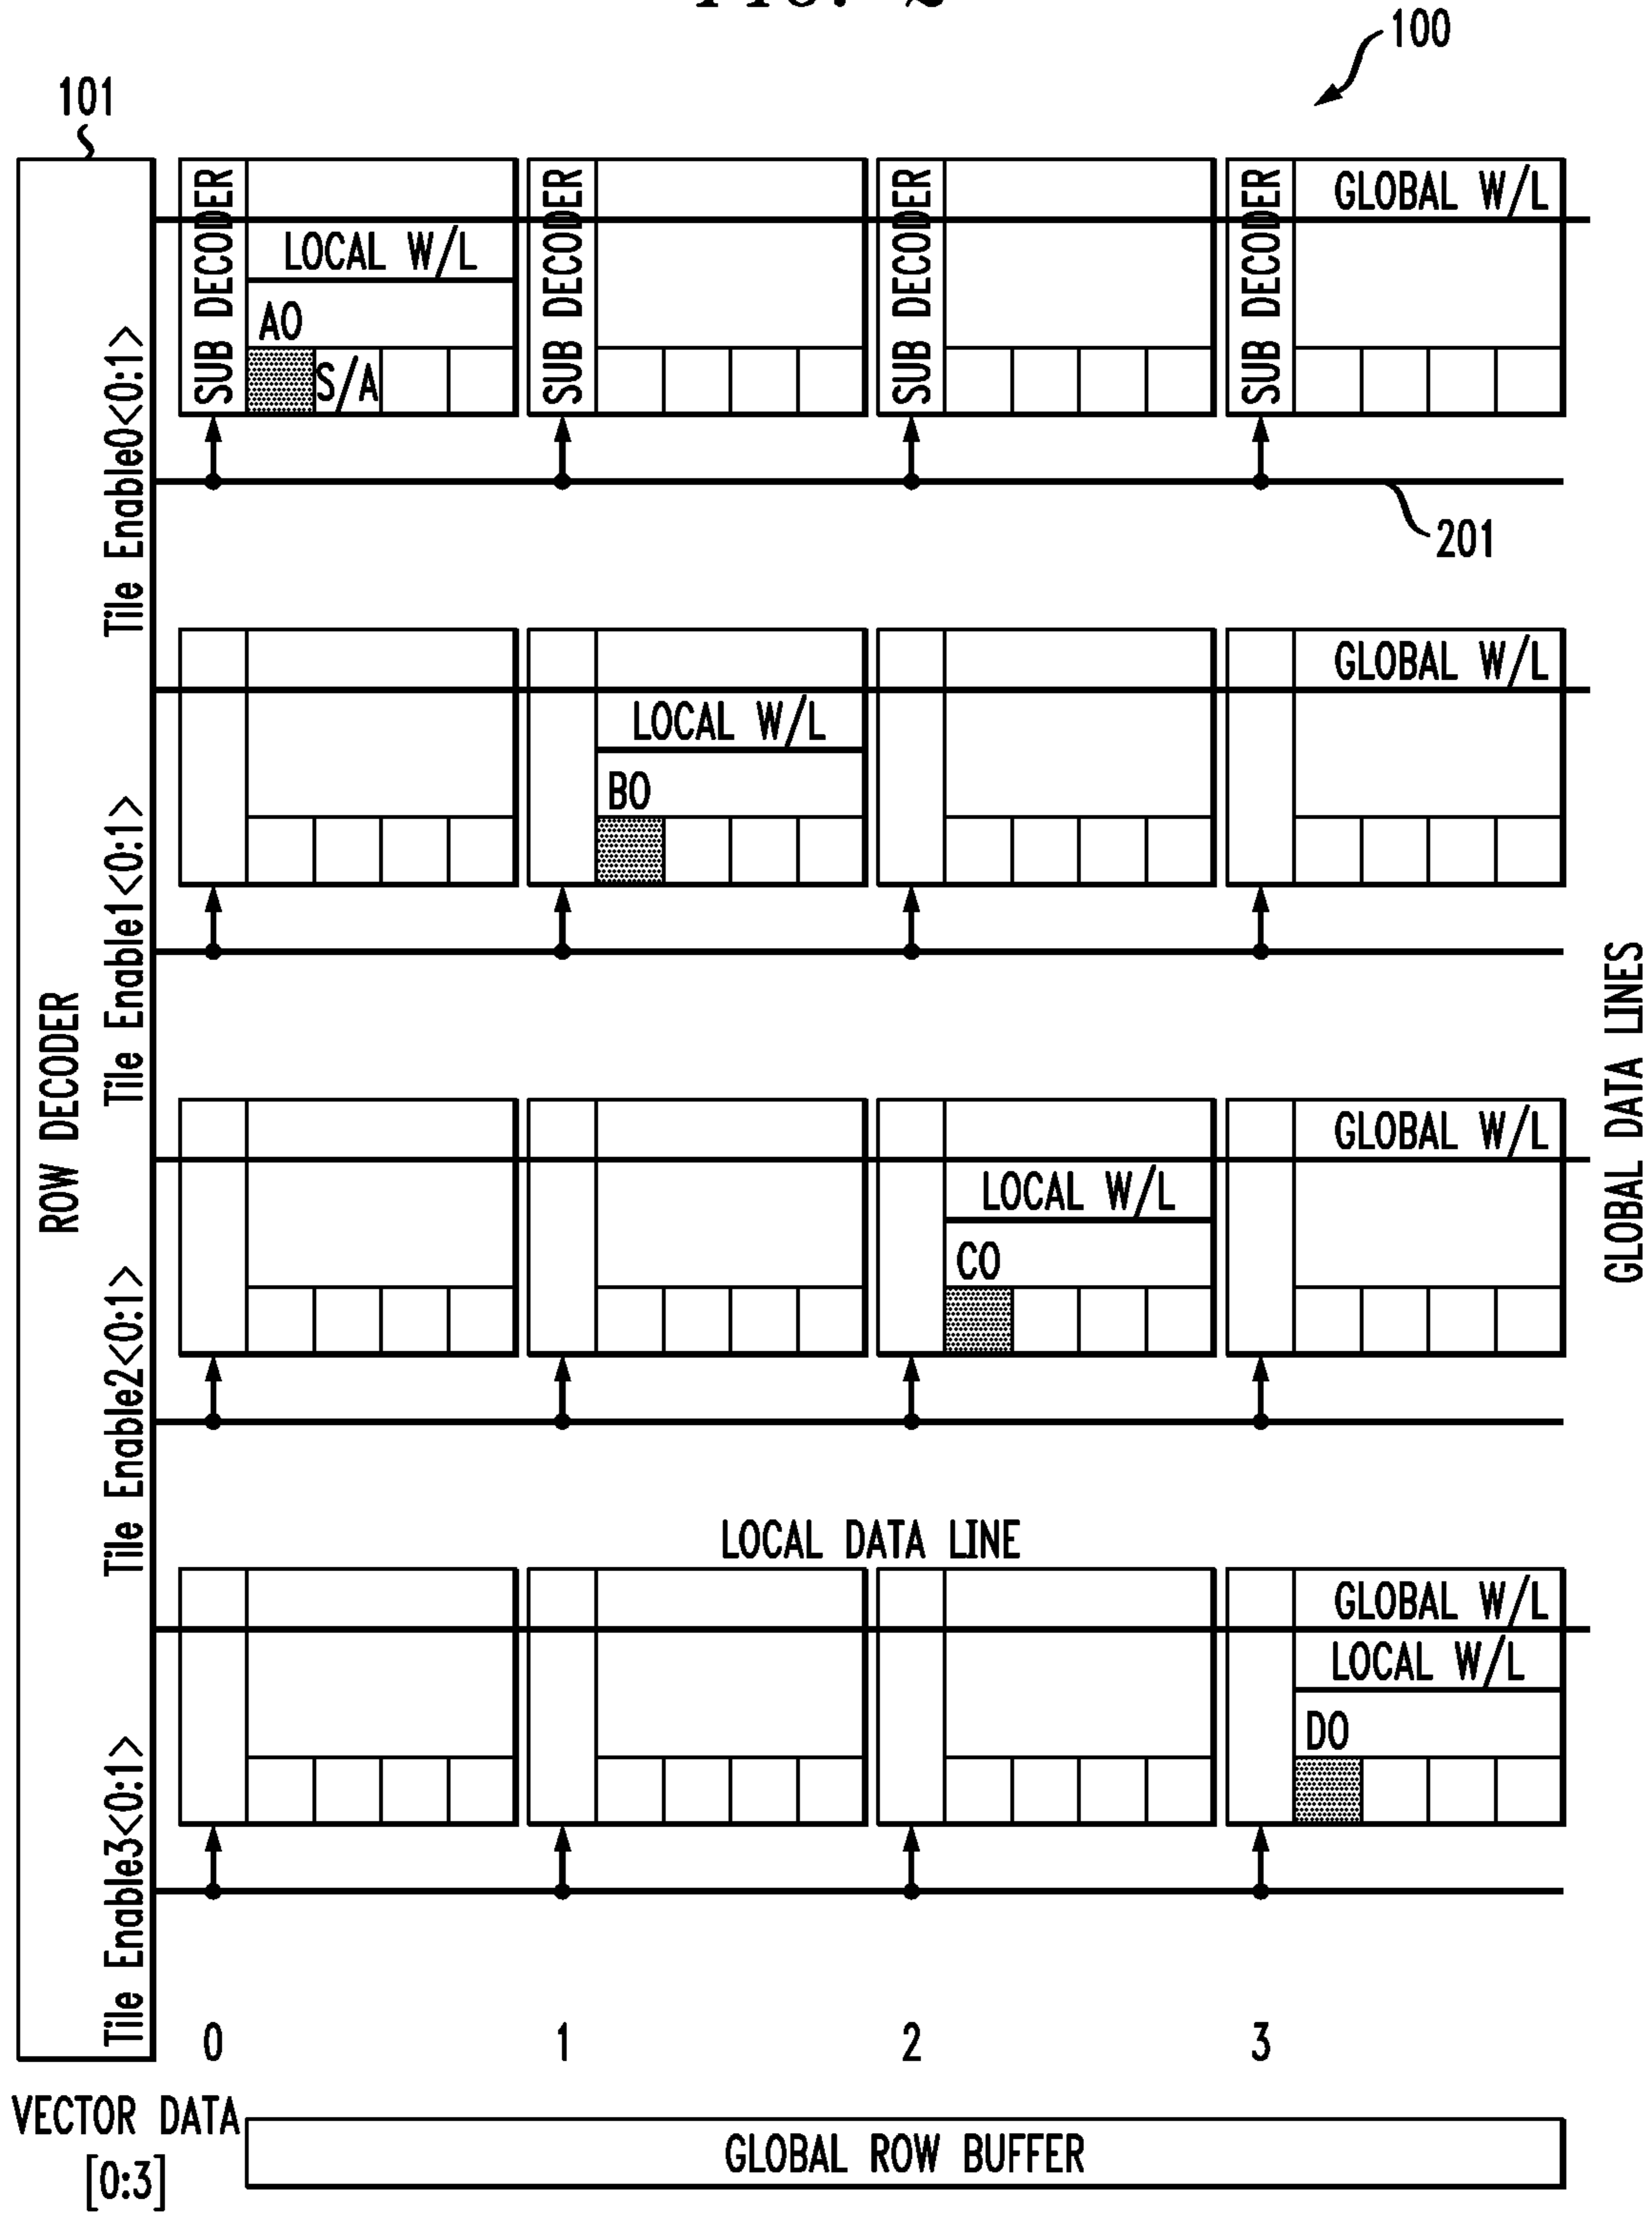 FIG. 2
100
101
SUB DECODER
SUB DECODER
SUB DECODER
SUB DECODER
GLOBAL W/L
LOCAL W/L
A0
S/A
Tile Enable0<0:1>
201
GLOBAL W/L
LOCAL W/L
B0
Tile Enable1<0:1>
ROW DECODER
GLOBAL DATA LINES
GLOBAL W/L
LOCAL W/L
C0
Tile Enable2<0:1>
LOCAL DATA LINE
GLOBAL W/L
LOCAL W/L
D0
Tile Enable3<0:1>
0 1 2 3
VECTOR DATA
[0:3]
GLOBAL ROW BUFFER